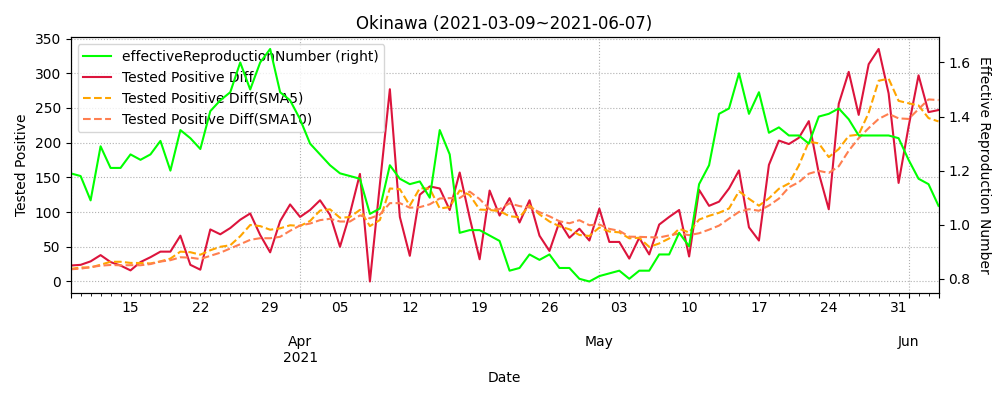 Okinawa (2021-03-09~2021-06-07)
effectiveReproductionNumber (right)
Tested Positive Diff
Tested Positive Diff(SMA5)
Tested Positive Diff(SMA10)
Tested Positive
350
300
250
200
150
100
50
0
Effective Reproduction Number
1.6
1.4
1.2
1.0
0.8
15 22 29 05 12 19 26 03 10 17 24 31
Apr May Jun
2021
Date